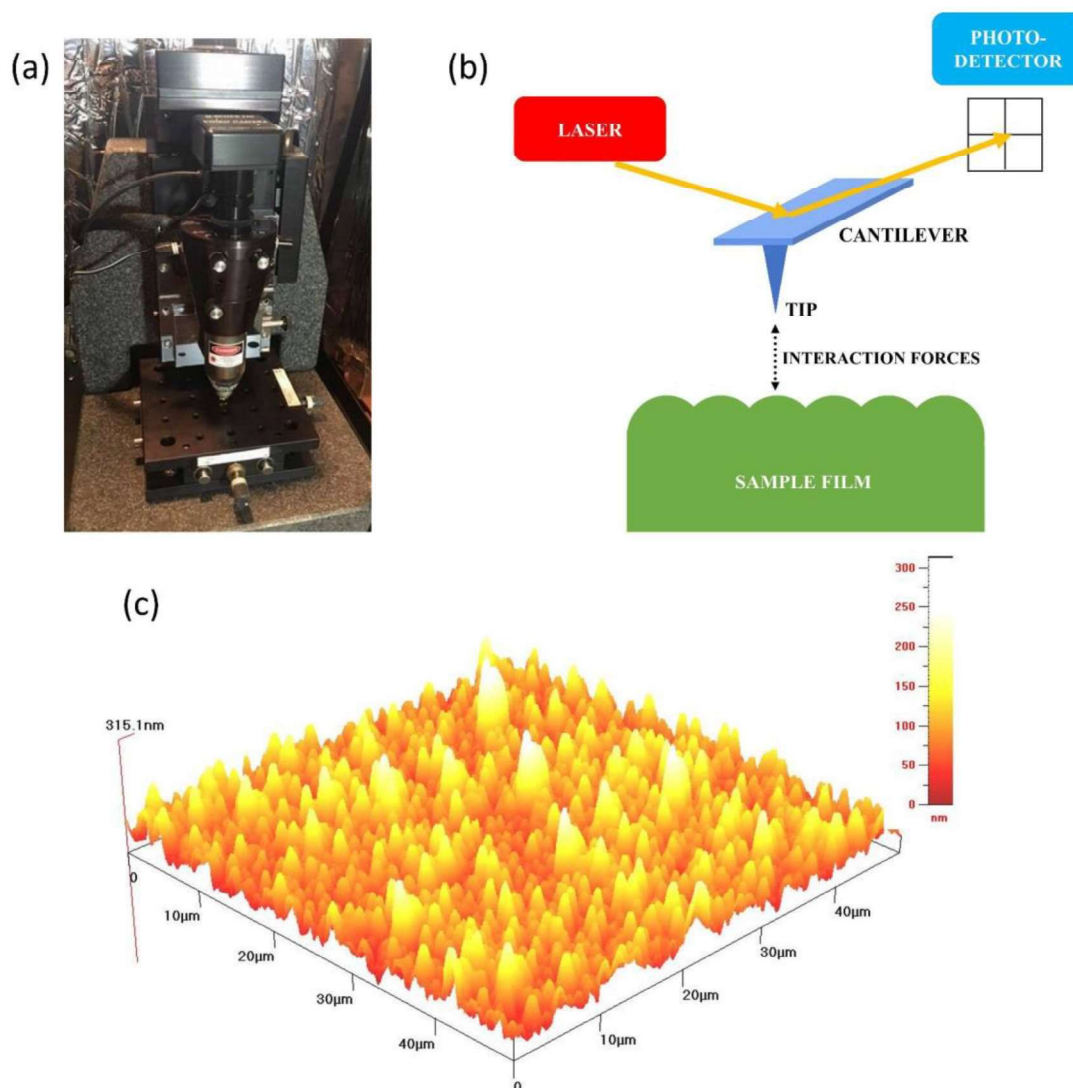 (a)
(b)
PHOTO-
DETECTOR
LASER
CANTILEVER
TIP
INTERACTION FORCES
SAMPLE FILM
(c)
300
250
200
150
100
50
0
nm
315.1nm
0
10µm
20µm
30µm
40µm
0
10µm
20µm
30µm
40µm